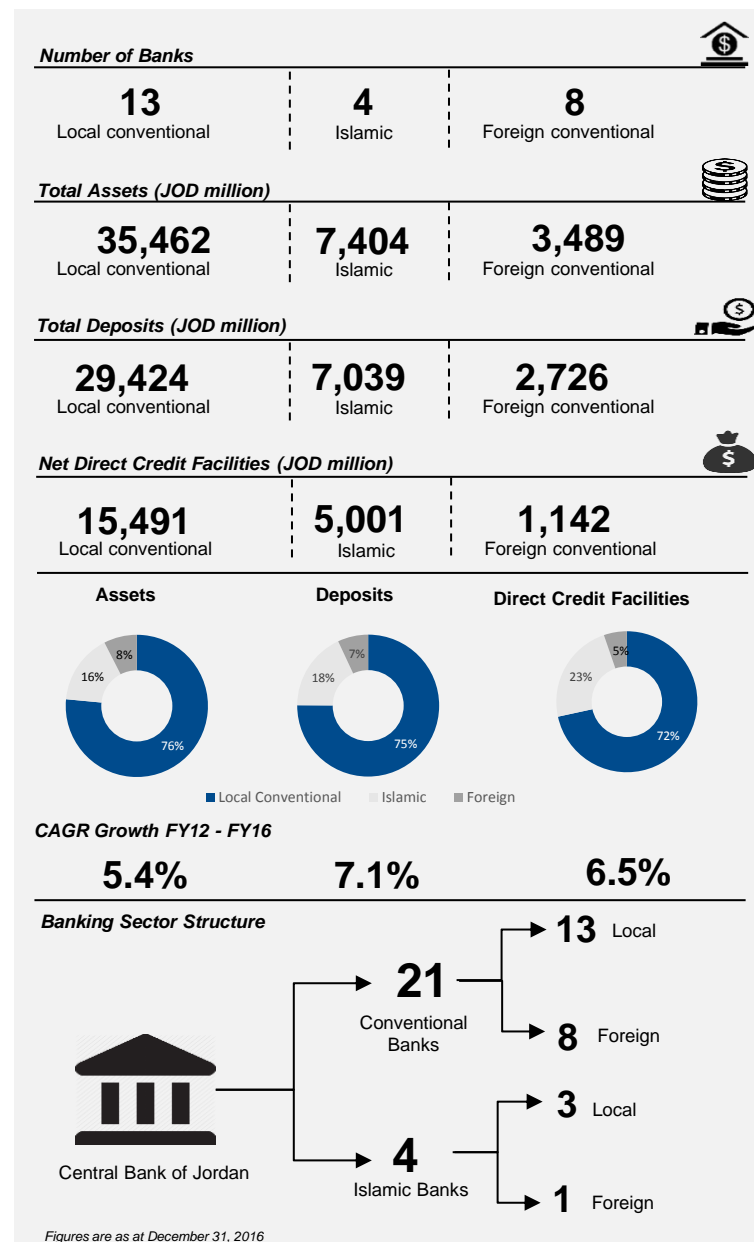 Number of Banks
13 4 8
Local conventional Islamic Foreign conventional
Total Assets (JOD million)
35,462 7,404 3,489
Local conventional Islamic Foreign conventional
Total Deposits (JOD million)
29,424 7,039 2,726
Local conventional Islamic Foreign conventional
Net Direct Credit Facilities (JOD million)
15,491 5,001 1,142
Local conventional Islamic Foreign conventional
Assets Deposits Direct Credit Facilities
8% 7% 5%
16% 18% 23%
76% 75% 72%
Local Conventional Islamic Foreign
CAGR Growth FY12 - FY16
5.4% 7.1% 6.5%
Banking Sector Structure
13 Local
21
Conventional
Banks
8 Foreign
3 Local
4
Islamic Banks
1 Foreign
Central Bank of Jordan
Figures are as at December 31, 2016